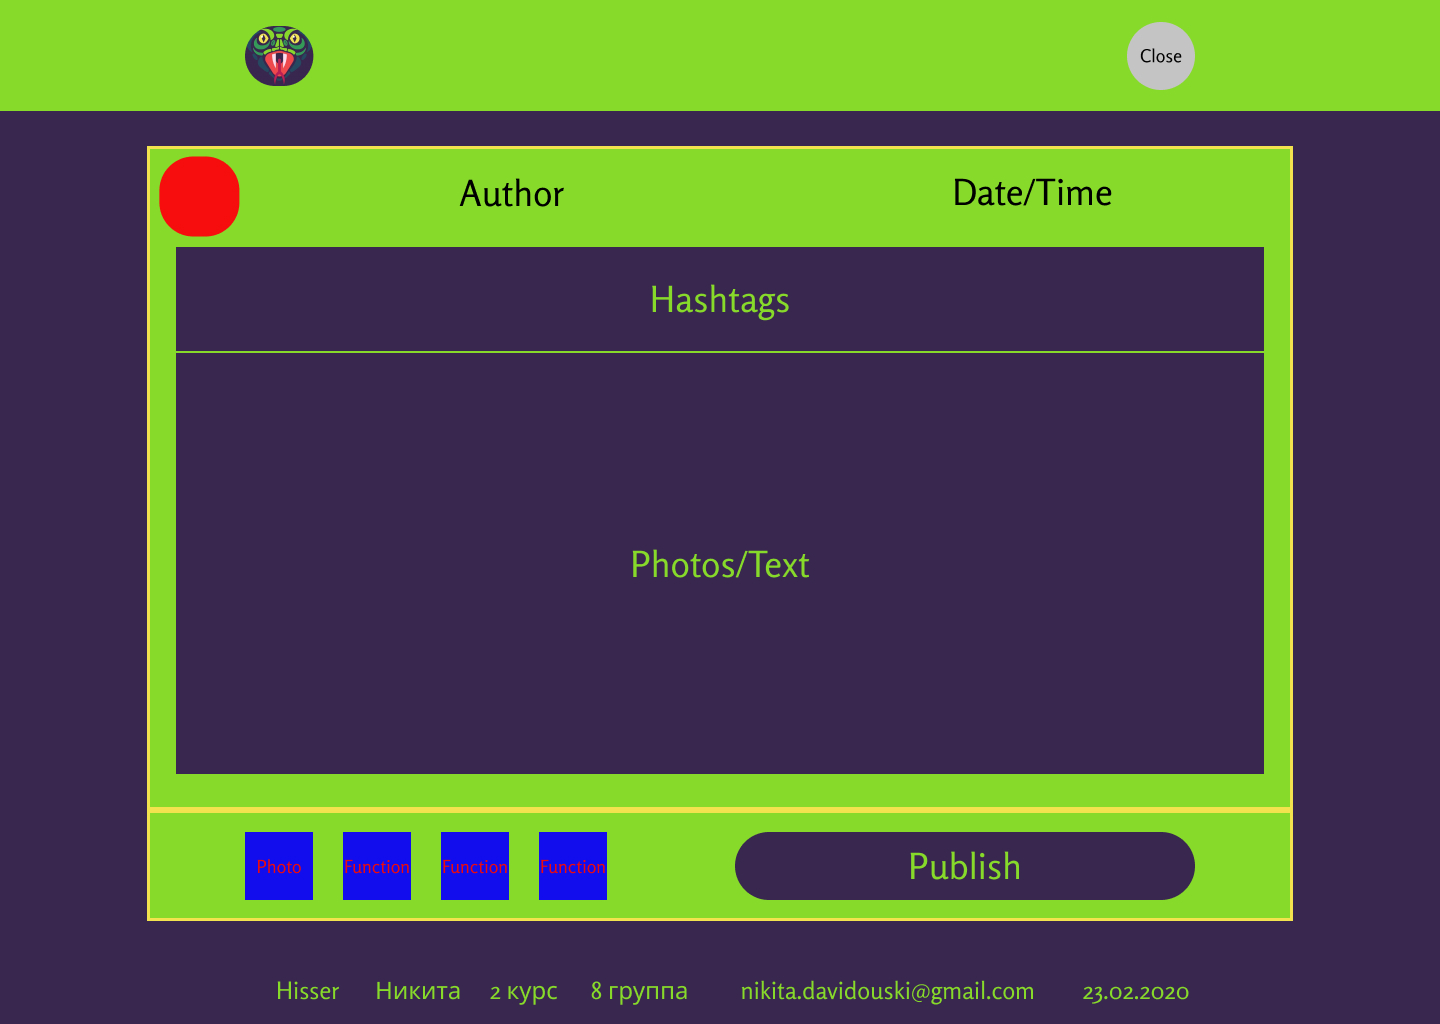 Close
Author Date/Time
Hashtags
Photos/Text
Photo Function Function Function Publish
Hisser Никита 2 курс 8 группа nikita.davidouski@gmail.com 23.02.2020